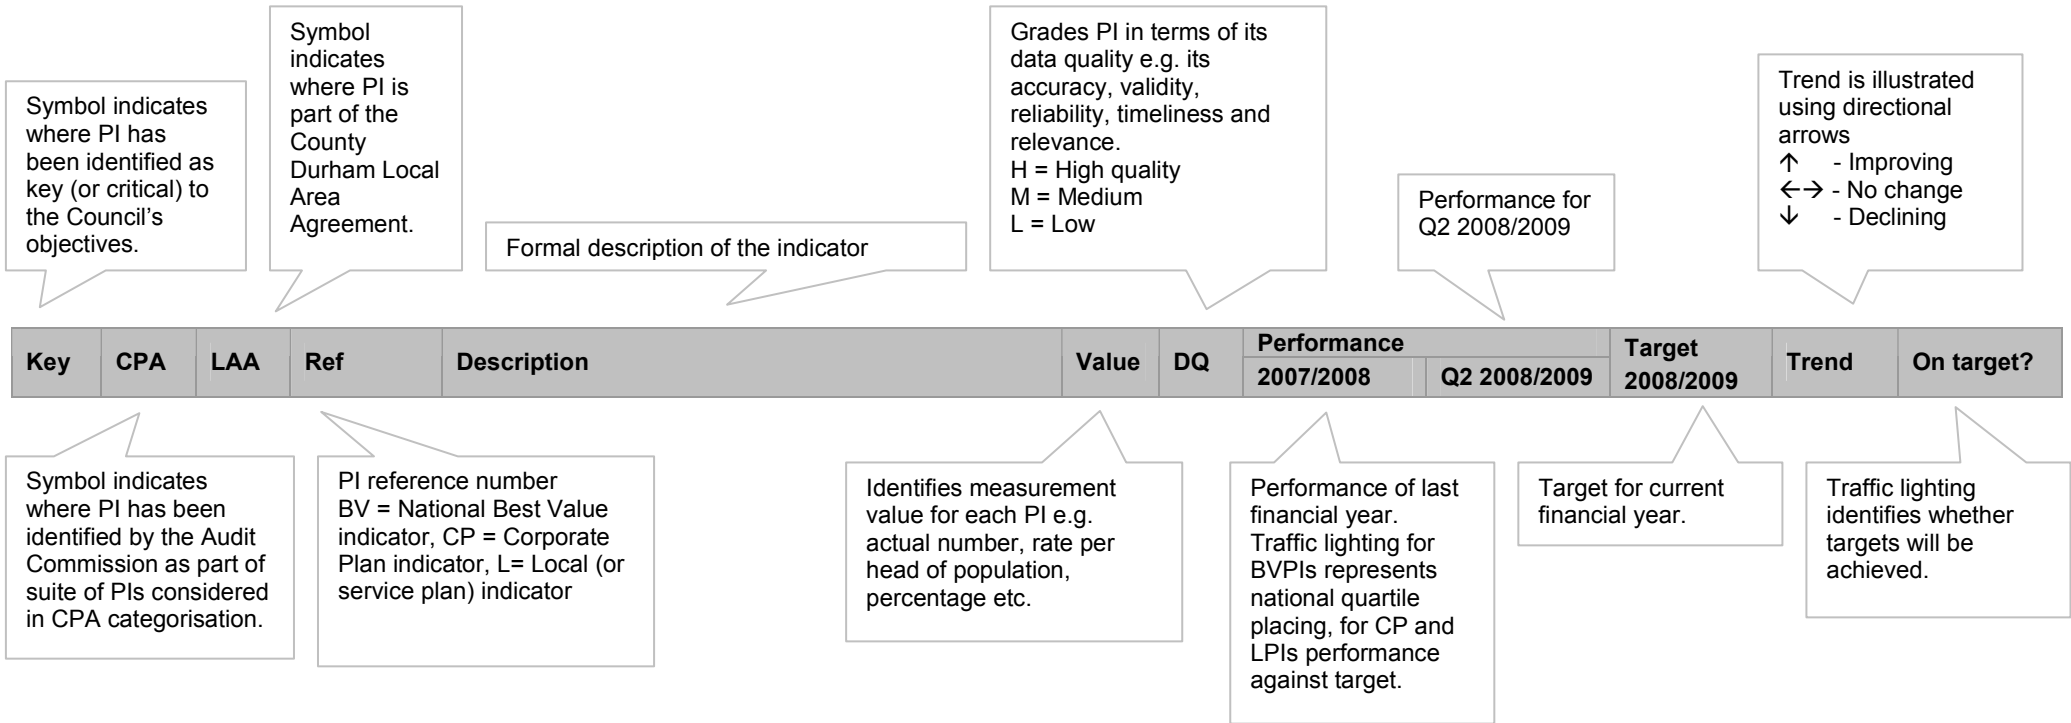 Symbol indicates
where PI has
been identified as
key (or critical) to
the Council's
objectives.
Symbol
indicates
where PI is
part of the
County
Durham Local
Area
Agreement.
Formal description of the indicator
Grades PI in terms of its
data quality e.g. its
accuracy, validity,
reliability, timeliness and
relevance.
H = High quality
M = Medium
L = Low
Performance for
Q2 2008/2009
Trend is illustrated
using directional
arrows
↑ - Improving
←→ - No change
↓ - Declining
Key CPA LAA Ref Description Value DQ Performance 2007/2008 Q2 2008/2009 Target 2008/2009 Trend On target?
Symbol indicates
where PI has been
identified by the Audit
Commission as part of
suite of PIs considered
in CPA categorisation.
PI reference number
BV = National Best Value
indicator, CP = Corporate
Plan indicator, L= Local (or
service plan) indicator
Identifies measurement
value for each PI e.g.
actual number, rate per
head of population,
percentage etc.
Performance of last
financial year.
Traffic lighting for
BVPIs represents
national quartile
placing, for CP and
LPIs performance
against target.
Target for current
financial year.
Traffic lighting
identifies whether
targets will be
achieved.